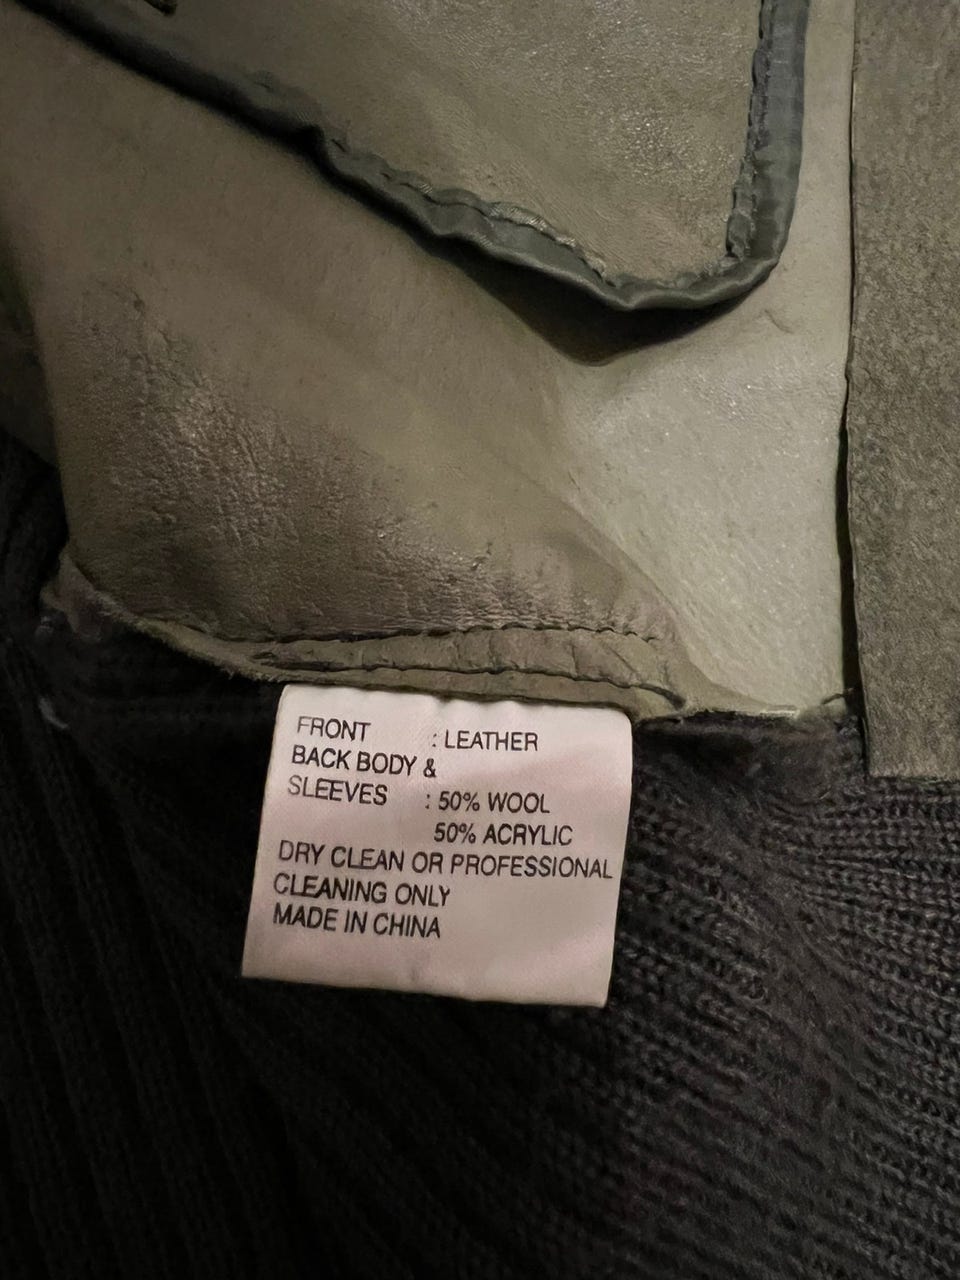 FRONT : LEATHER
BACK BODY &
SLEEVES : 50% WOOL
50% ACRYLIC
DRY CLEAN OR PROFESSIONAL
CLEANING ONLY
MADE IN CHINA